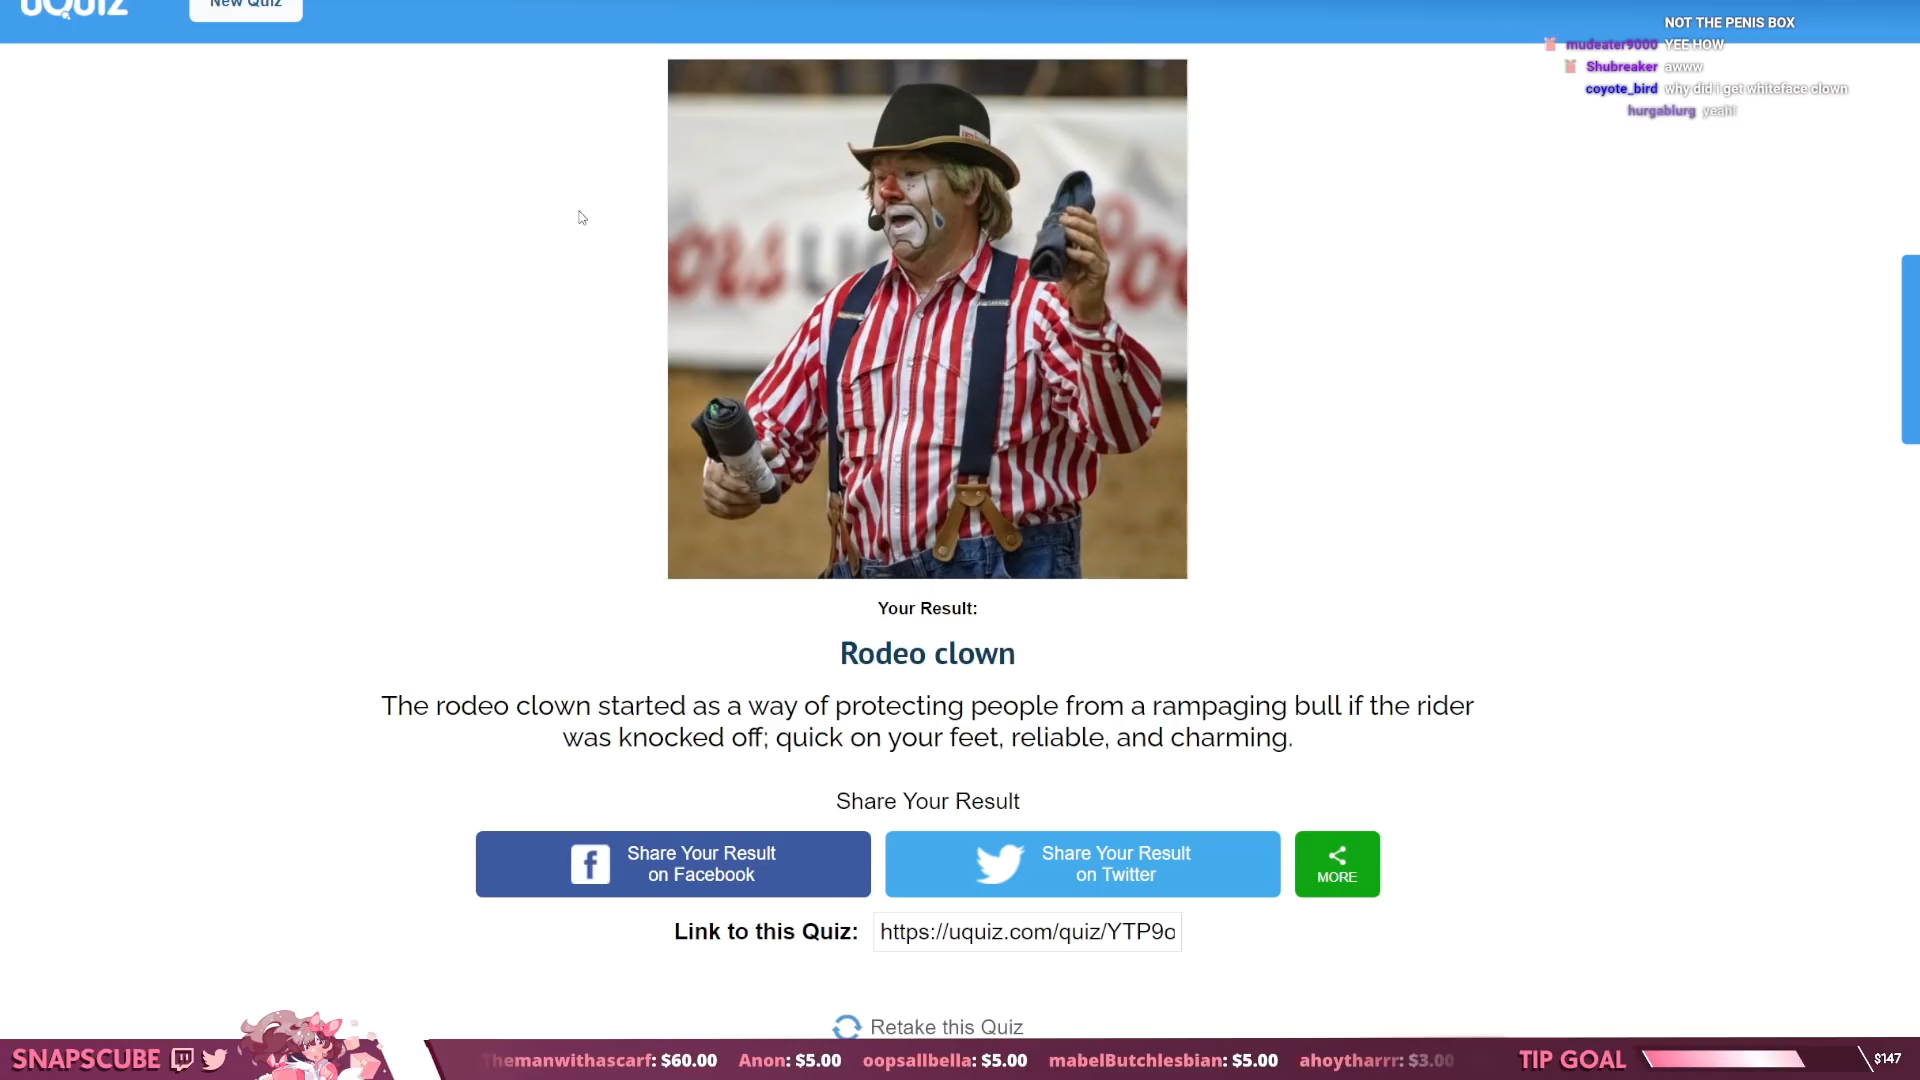 uQuiz
New Quiz
NOT THE PENIS BOX
mudeater9000 YEE HOW
Shubreaker awww
coyote_bird why did i get whiteface clown
hurgablurg yeah!
Your Result:
Rodeo clown
The rodeo clown started as a way of protecting people from a rampaging bull if the rider
was knocked off; quick on your feet, reliable, and charming.
Share Your Result
Share Your Result
on Facebook
Share Your Result
on Twitter
MORE
Link to this Quiz: https://uquiz.com/quiz/YTP9o
Retake this Quiz
SNAPSCUBE
Themanwithascarf: $60.00 Anon: $5.00 oopsallbella: $5.00 mabelButchlesbian: $5.00 ahoytharrr: $3.00
TIP GOAL
$147